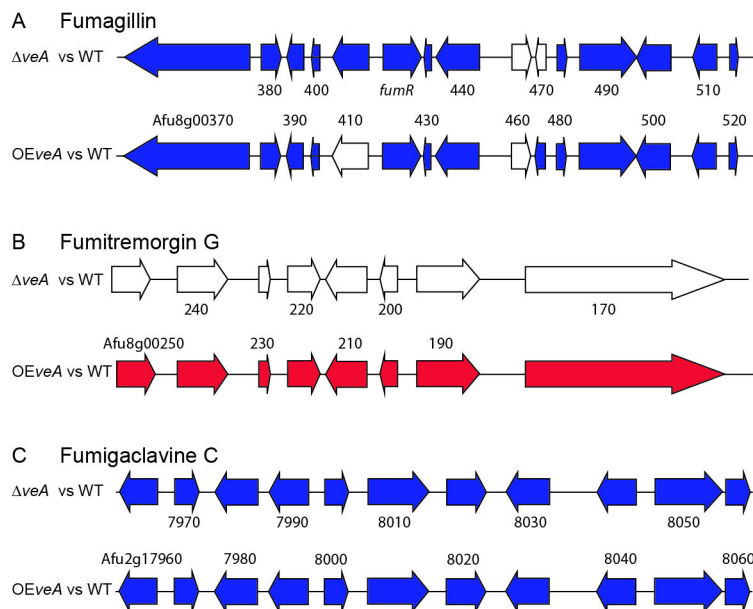 A Fumagillin
ΔveA vs WT
380 400 fumR 440 470 490 510
Afu8g00370 390 410 430 460 480 500 520
OEveA vs WT
B Fumitremorgin G
ΔveA vs WT
240 220 200 170
Afu8g00250 230 210 190
OEveA vs WT
C Fumigaclavine C
ΔveA vs WT
7970 7990 8010 8030 8050
Afu2g17960 7980 8000 8020 8040 8060
OEveA vs WT